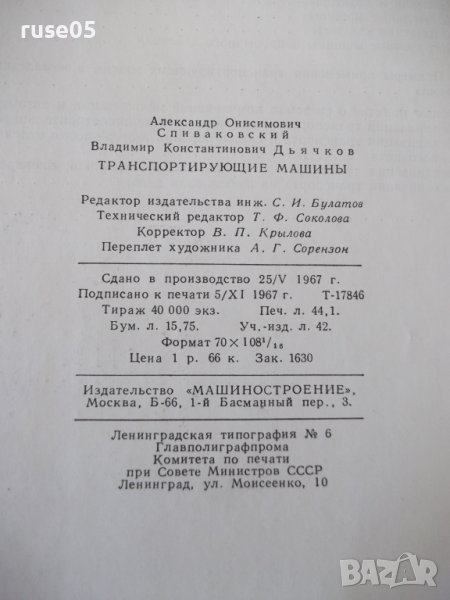 ruse05
Александр Онисимович
Спиваковский
Владимир Константинович Дьячков
ТРАНСПОРТИРУЮЩИЕ МАШИНЫ
Редактор издательства инж. С. И. Булатов
Технический редактор Т. Ф. Соколова
Корректор В. П. Крылова
Переплет художника А. Г. Сорензон
Сдано в производство 25/V 1967 г.
Подписано к печати 5/XI 1967 г. Т-17846
Тираж 40 000 экз. Печ. л. 44,1.
Бум. л. 15,75. Уч.-изд. л. 42.
Формат 70 × 108¹/₁₆
Цена 1 р. 66 к. Зак. 1630
Издательство «МАШИНОСТРОЕНИЕ»,
Москва, Б-66, 1-й Басманный пер., 3.
Ленинградская типография № 6
Главполиграфпрома
Комитета по печати
при Совете Министров СССР
Ленинград, ул. Моисеенко, 10
BAZAR